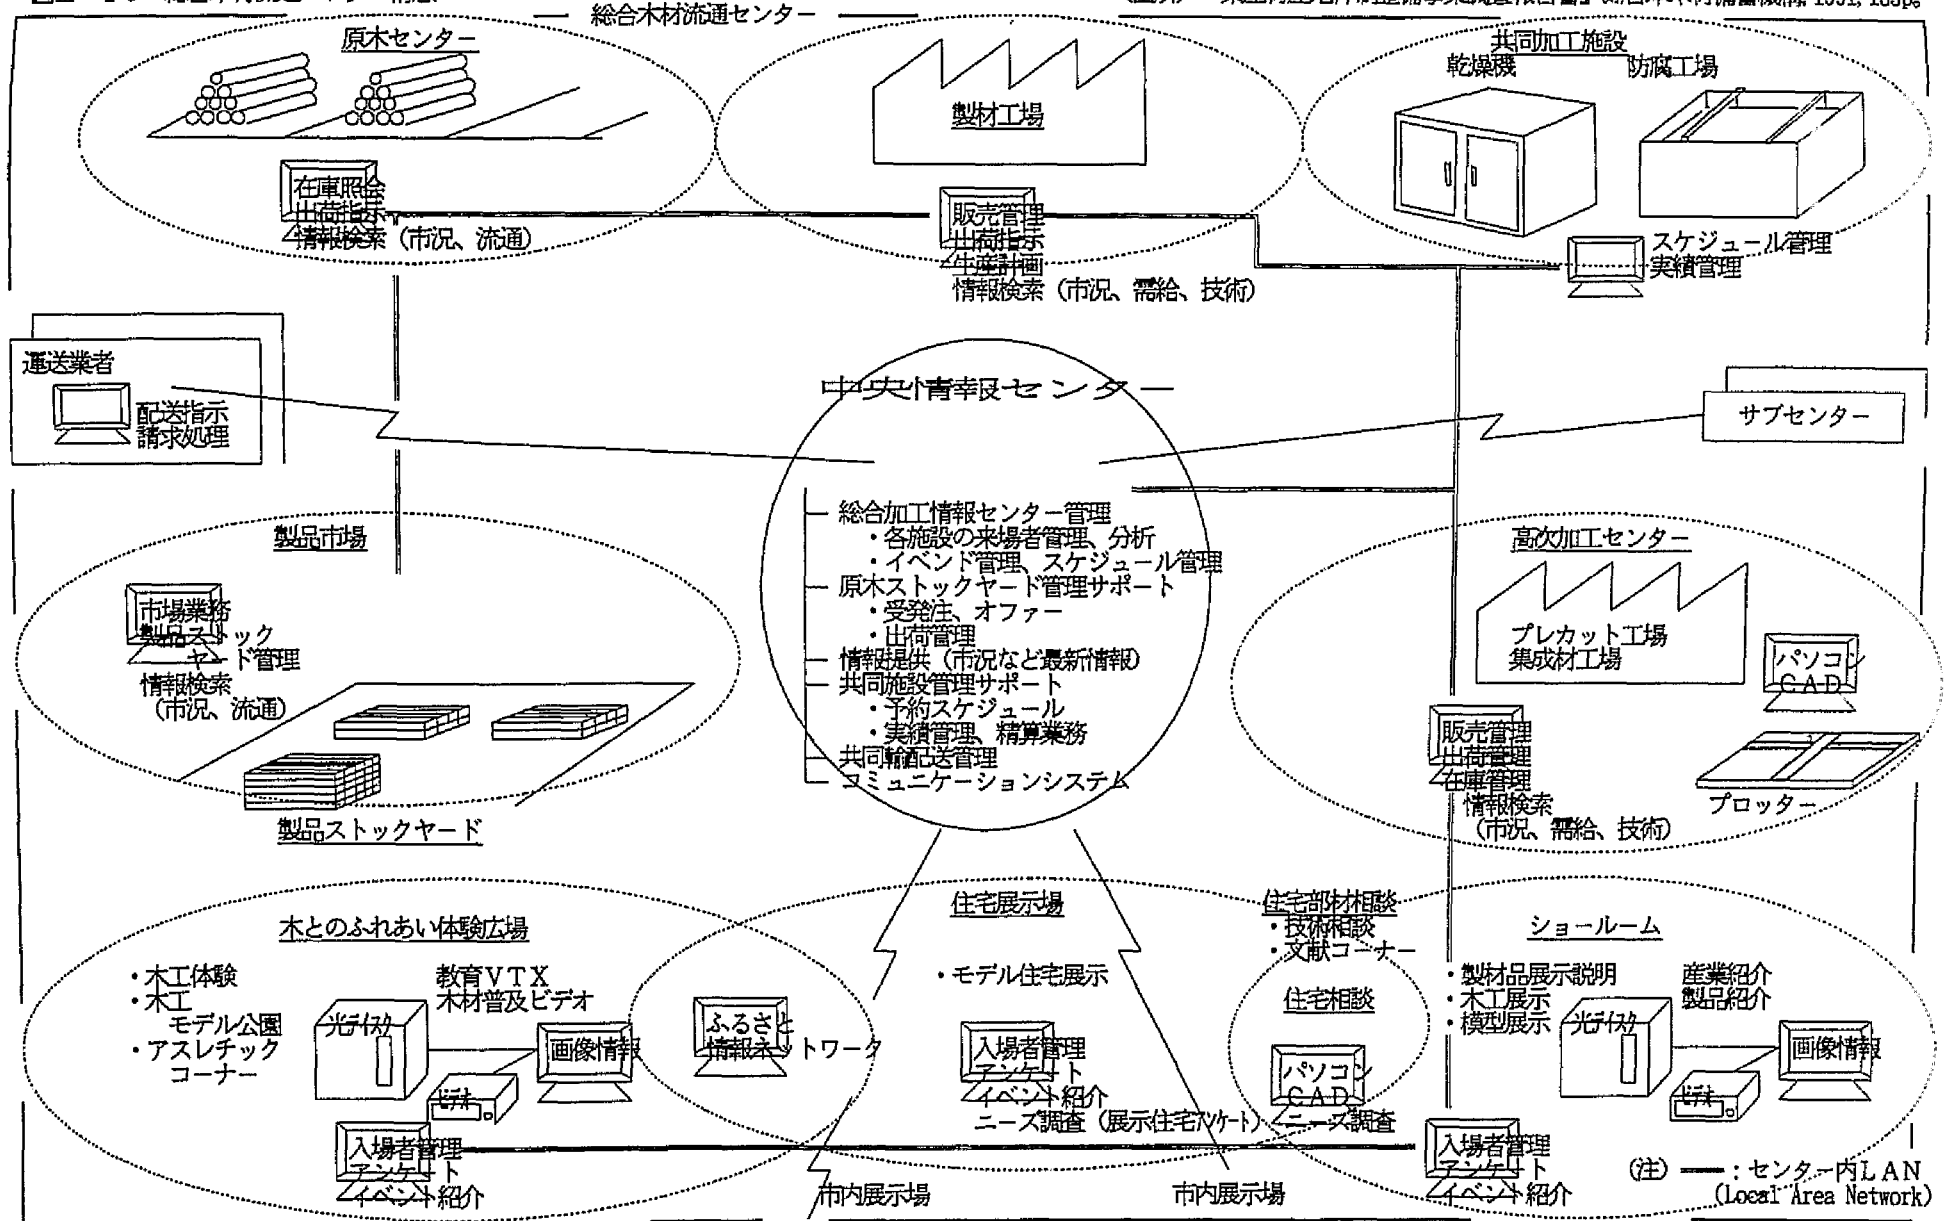 総合木材流通センター
原木センター
在庫照会
出荷指示
情報検索（市況、流通）
製材工場
販売管理
出荷指示
生産計画
情報検索（市況、需給、技術）
共同加工施設
乾燥機
防腐工場
スケジュール管理
実績管理
運送業者
配送指示
請求処理
中央情報センター
総合加工情報センター管理
・各施設の来場者管理、分析
・イベンド管理、スケジュール管理
原木ストックヤード管理サポート
・受発注、オファー
・出荷管理
情報提供（市況など最新情報）
共同施設管理サポート
・予約スケジュール
・実績管理、精算業務
共同輸配送管理
コミュニケーションシステム
サブセンター
製品市場
市場業務
製品ストック
ヤード管理
情報検索
（市況、流通）
製品ストックヤード
高次加工センター
プレカット工場
集成材工場
パソコン
ＣＡＤ
販売管理
出荷管理
在庫管理
情報検索
（市況、需給、技術）
プロッター
木とのふれあい体験広場
・木工体験
・木工
モデル公園
・アスレチック
コーナー
教育ＶＴＸ
木材普及ビデオ
光ディスク
画像情報
ビデオ
入場者管理
アンケート
イベント紹介
ふるさと
情報ネットワータ
住宅展示場
・モデル住宅展示
入場者管理
アンケート
イベント紹介
ニーズ調査（展示住宅アンケート）
市内展示場
市内展示場
住宅部材相談
・技術相談
・文献コーナー
住宅相談
パソコン
ＣＡＤ
ニーズ調査
ショールーム
・製材品展示説明
・木工展示
・模型展示
産業紹介
製品紹介
光ディスク
画像情報
ビデオ
入場者管理
アンケート
イベント紹介
（注） ━━ ：センター内ＬＡＮ
(Local Area Network)